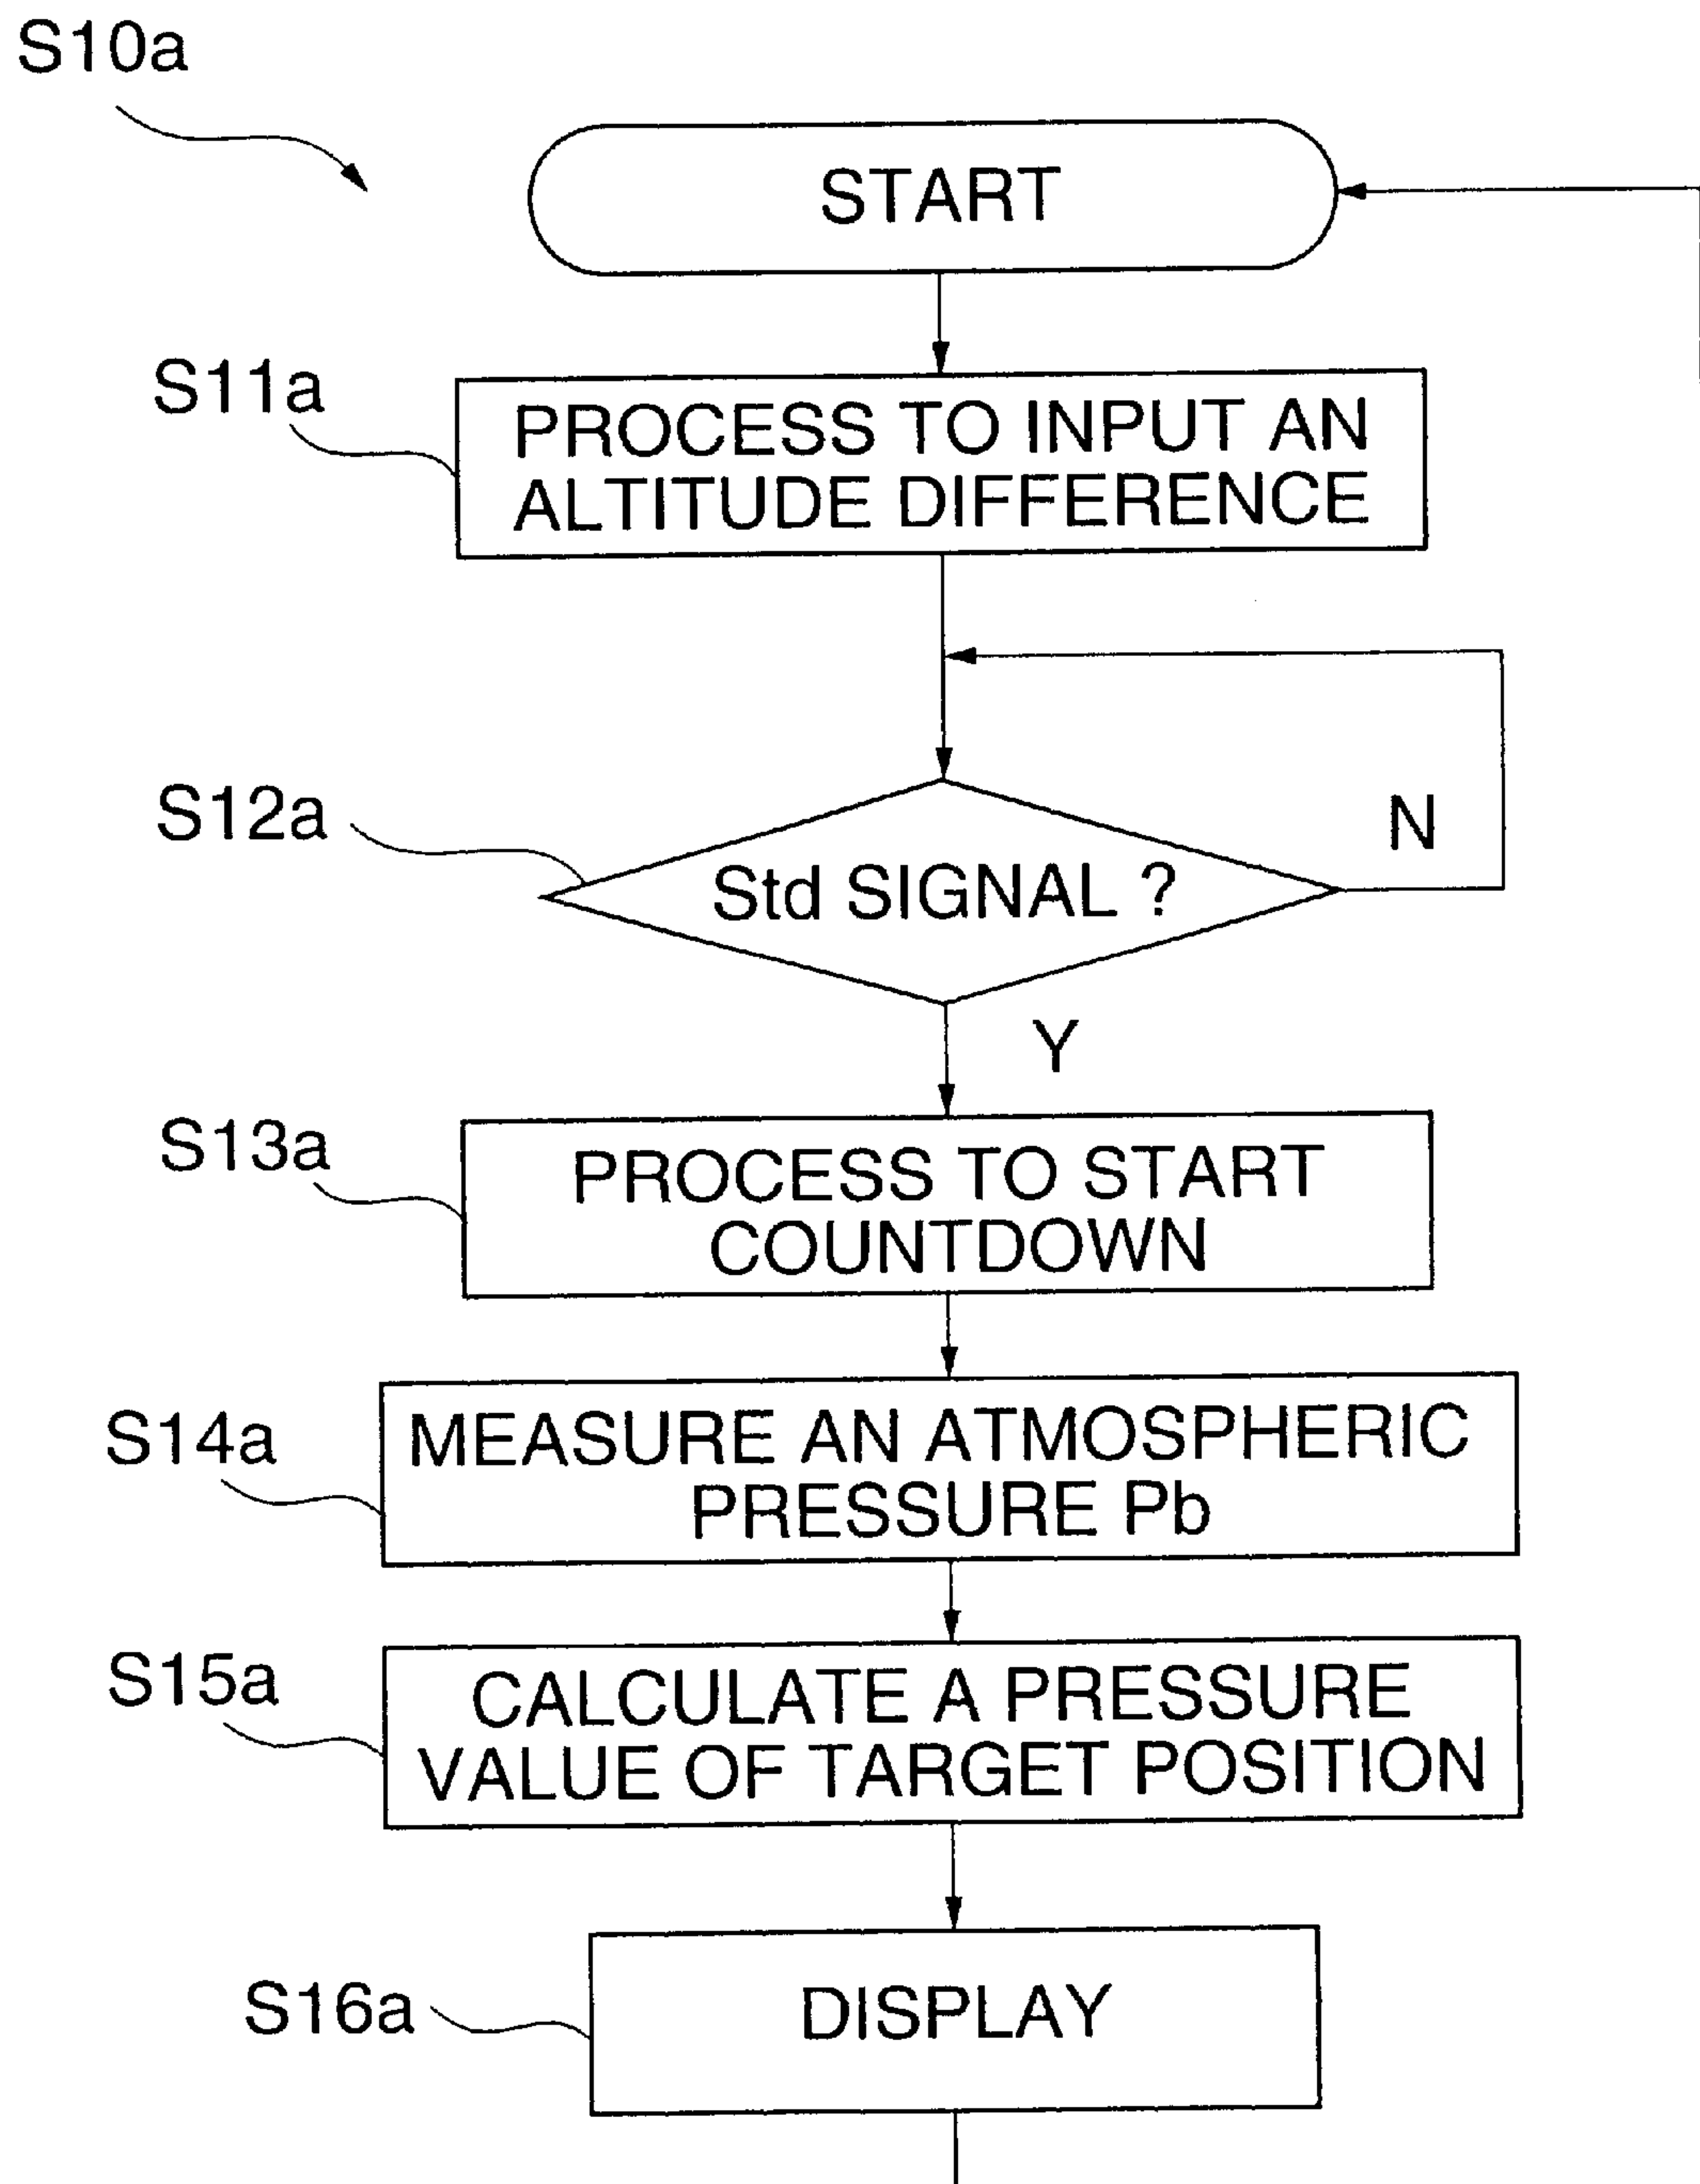 S10a
START
S11a
PROCESS TO INPUT AN
ALTITUDE DIFFERENCE
S12a
Std SIGNAL ?
N
Y
S13a
PROCESS TO START
COUNTDOWN
S14a
MEASURE AN ATMOSPHERIC
PRESSURE Pb
S15a
CALCULATE A PRESSURE
VALUE OF TARGET POSITION
S16a
DISPLAY